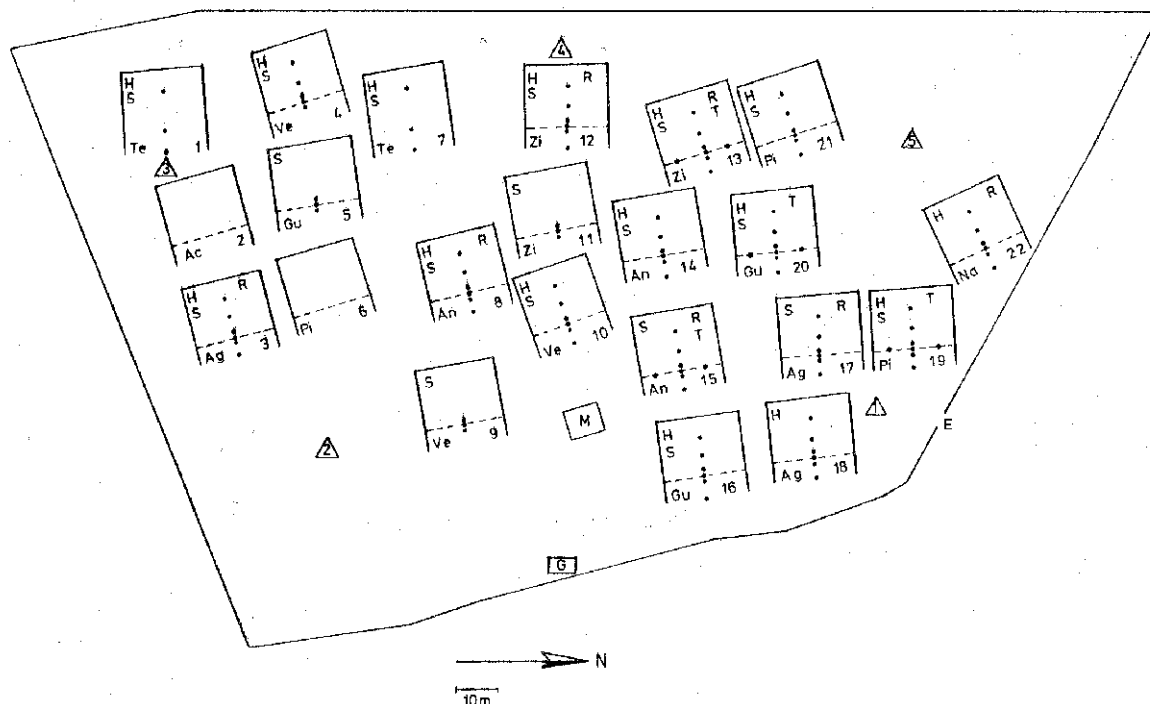 4
H
S
Te 1
H
S
Ve 4
H
S
Te 7
H R
S
Zi 12
H R
S T
Zi 13
H
S
Pi 21
5
3
Ac 2
S
Gu 5
S
Zi 11
H
S
An 14
H T
S
Gu 20
H R
Na 22
H R
S
Ag 3
Pi 6
H R
S
An 8
H
S
Ve 10
S R
T
An 15
S R
Ag 17
H T
S
Pi 19
S
Ve 9
M
2
1
E
H
S
Gu 16
H
Ag 18
G
N
10m